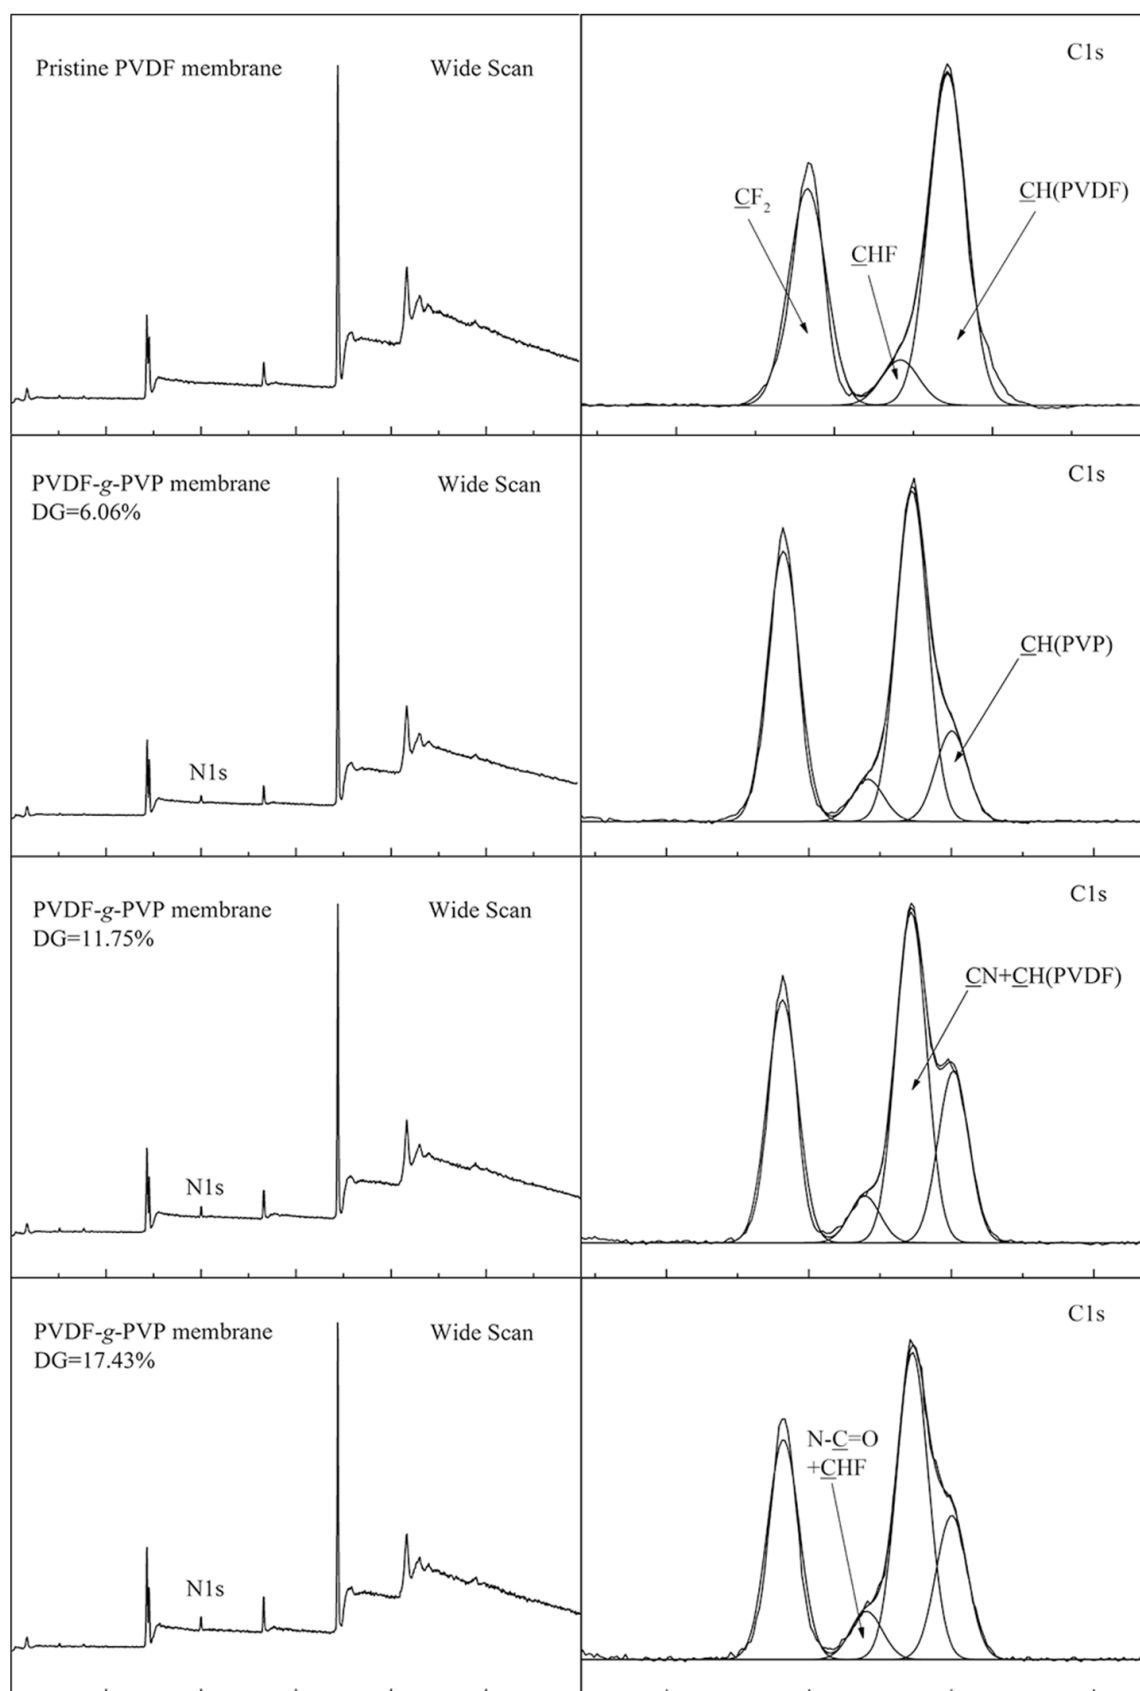 Pristine PVDF membrane
Wide Scan
C1s
CF₂
CHF
CH(PVDF)
PVDF-g-PVP membrane
DG=6.06%
Wide Scan
N1s
C1s
CH(PVP)
PVDF-g-PVP membrane
DG=11.75%
Wide Scan
N1s
C1s
CN+CH(PVDF)
PVDF-g-PVP membrane
DG=17.43%
Wide Scan
N1s
C1s
N-C=O
+CHF